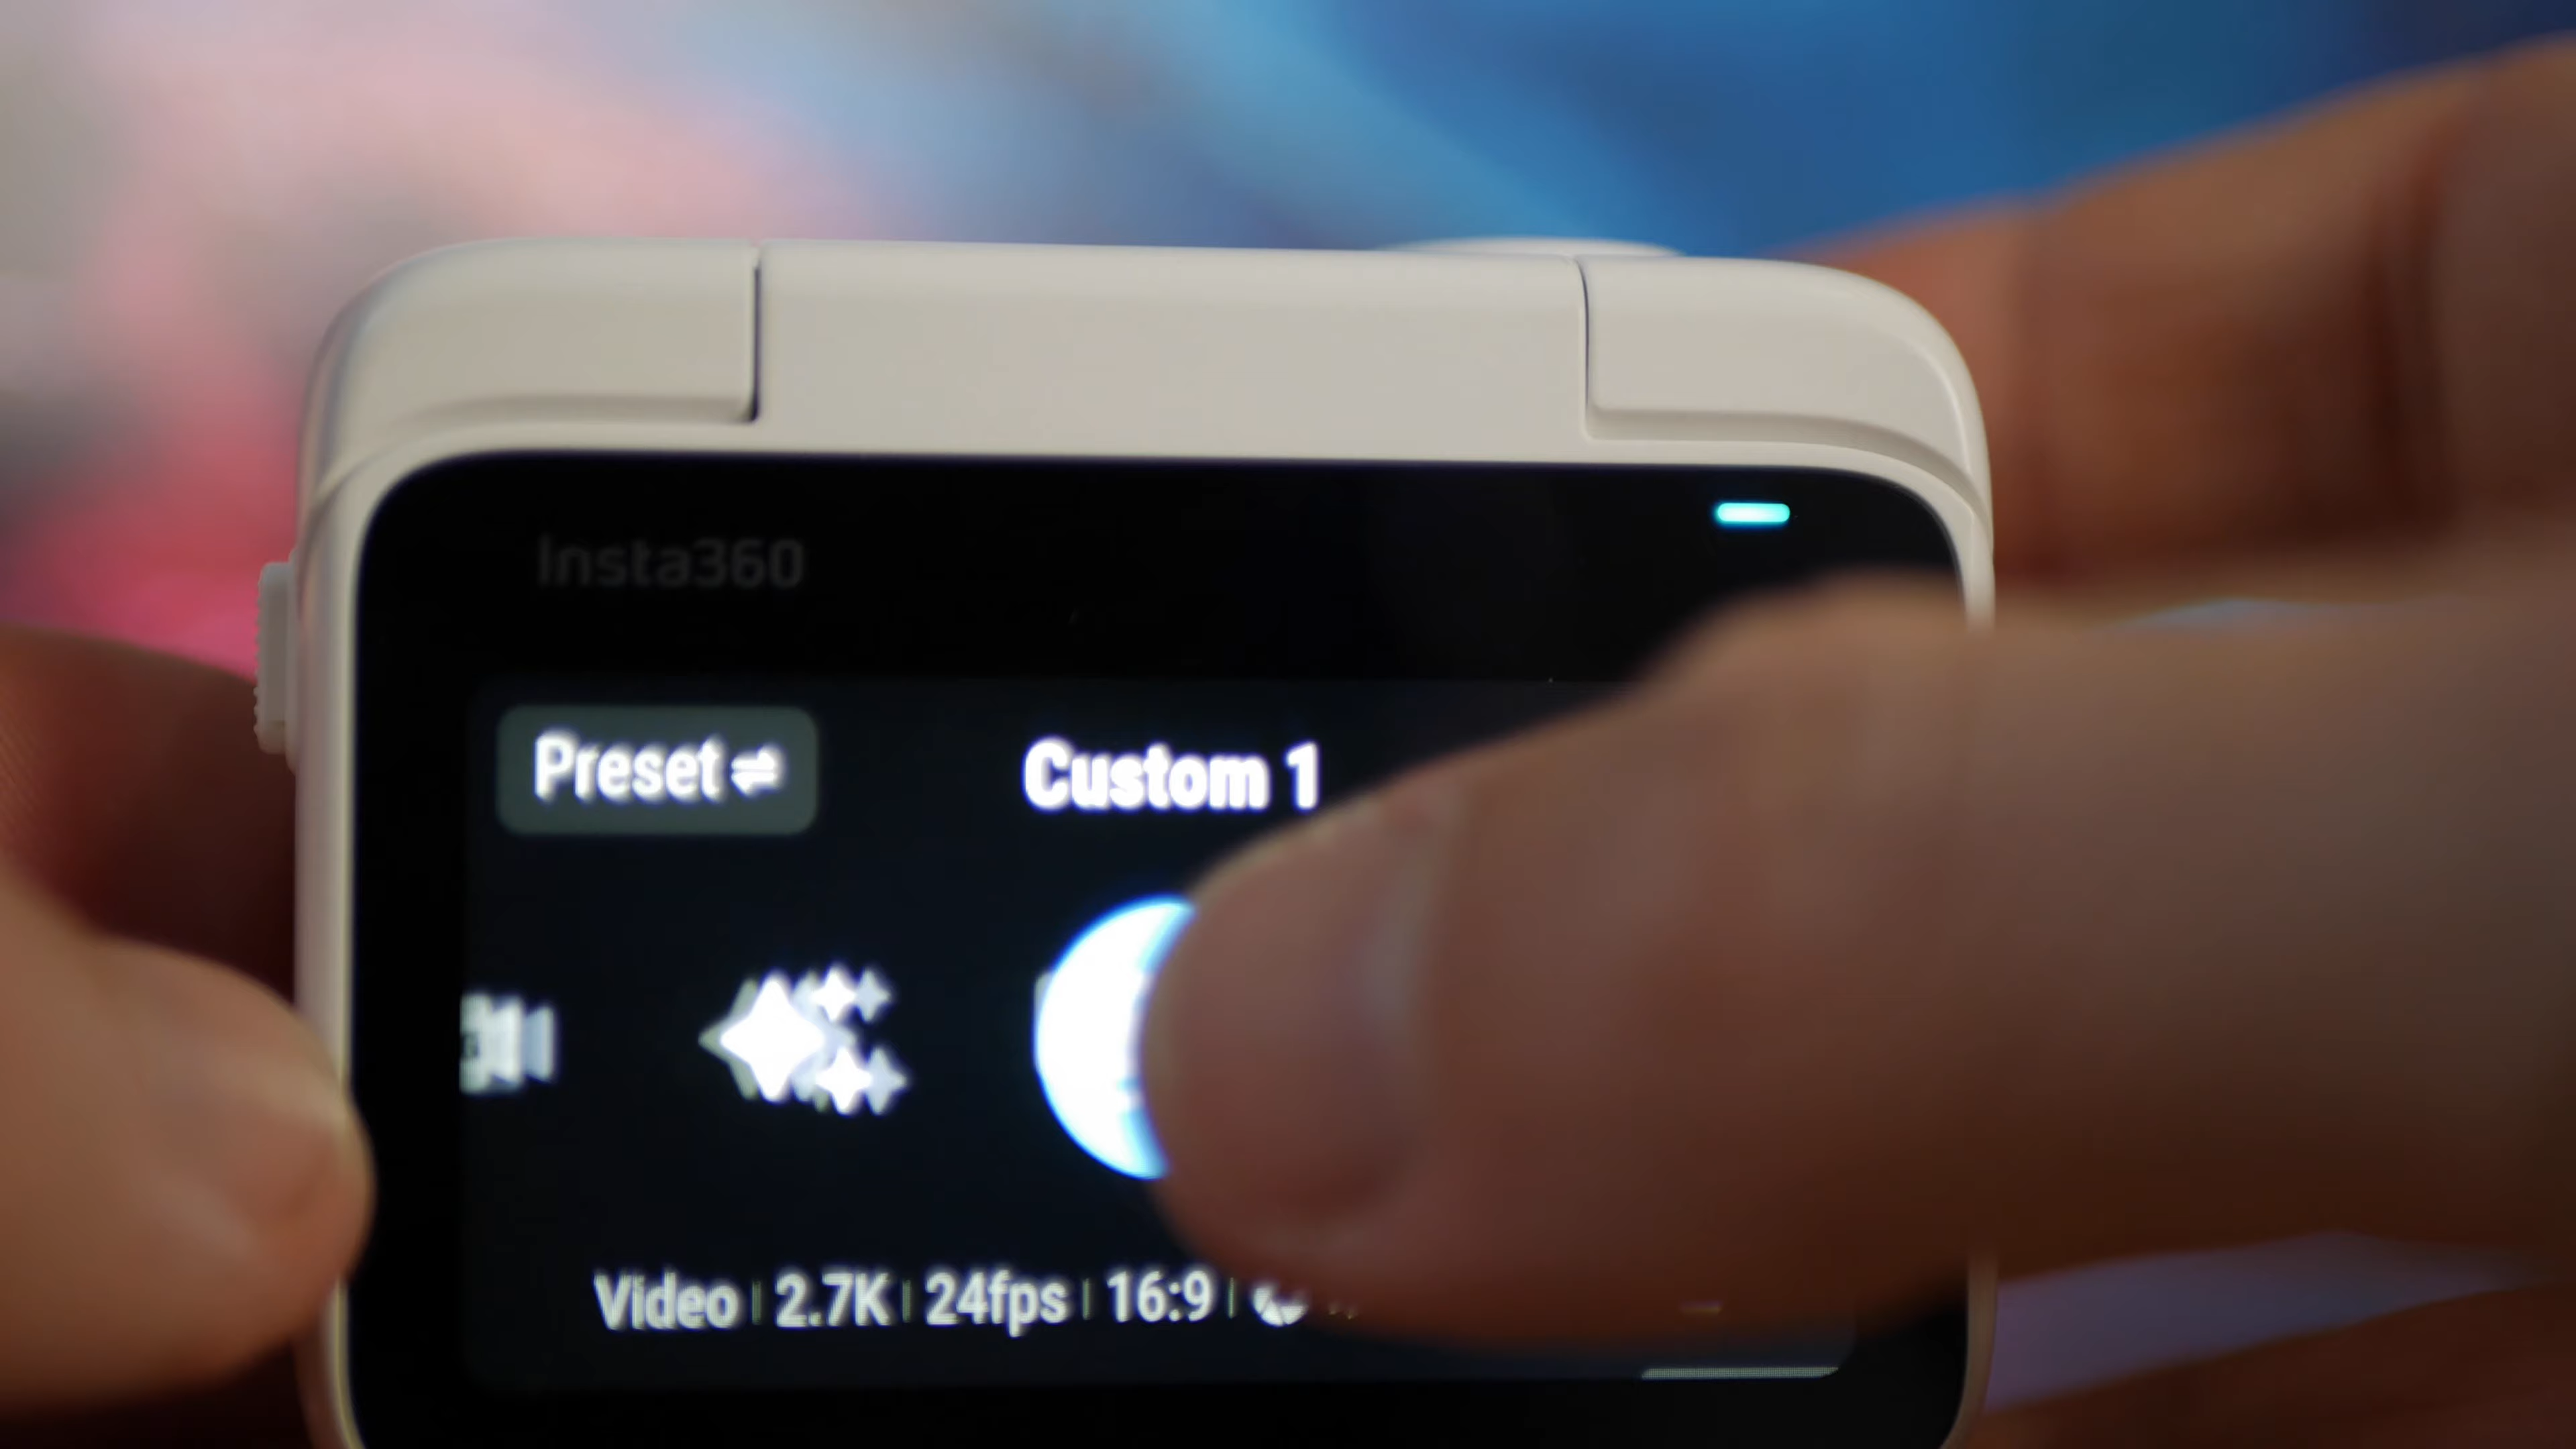 Insta360
Preset
Custom 1
Video | 2.7K | 24fps | 16:9 |